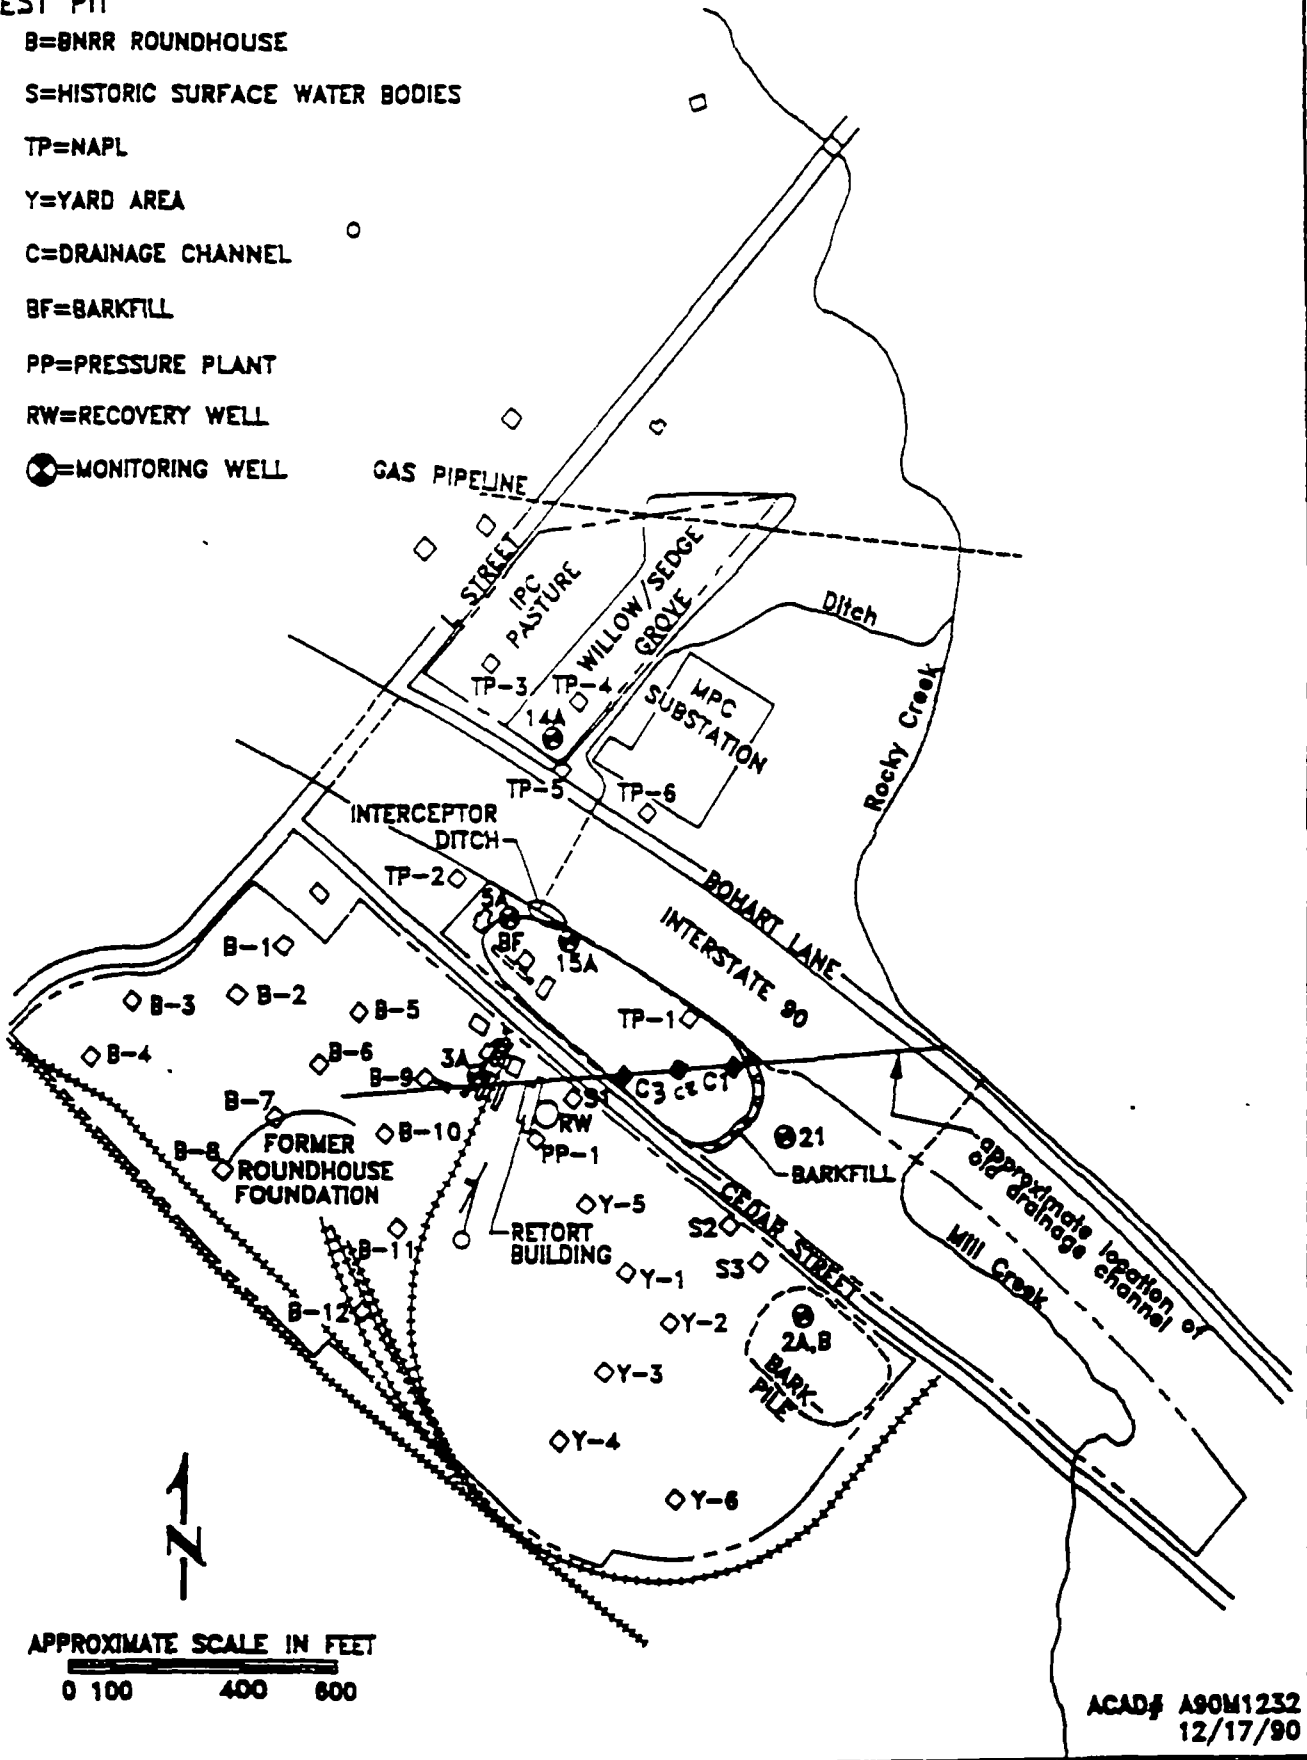 EST PIT
B=BNRR ROUNDHOUSE
S=HISTORIC SURFACE WATER BODIES
TP=NAPL
Y=YARD AREA
C=DRAINAGE CHANNEL
BF=BARKFILL
PP=PRESSURE PLANT
RW=RECOVERY WELL
=MONITORING WELL
GAS PIPELINE
L STREET
IPC
PASTURE
WILLOW/SEDGE
GROVE
Ditch
Rocky Creek
MPC
SUBSTATION
TP-3
TP-4
14A
TP-5
TP-6
INTERCEPTOR
DITCH
TP-2
5A
BF
15A
BOHART LANE
INTERSTATE 90
TP-1
B-1
B-2
B-3
B-4
B-5
B-6
3A
B-9
C3
C2
C1
S1
RW
PP-1
B-7
B-8
B-10
FORMER
ROUNDHOUSE
FOUNDATION
21
BARKFILL
approximate location of
old drainage
channel
CEDAR STREET
Mill Creek
Y-5
S2
S3
RETORT
BUILDING
B-11
B-12
Y-1
Y-2
2A,B
BARK-
PILE
Y-3
Y-4
Y-6
N
APPROXIMATE SCALE IN FEET
0 100 400 600
ACAD# A90M1232
12/17/90